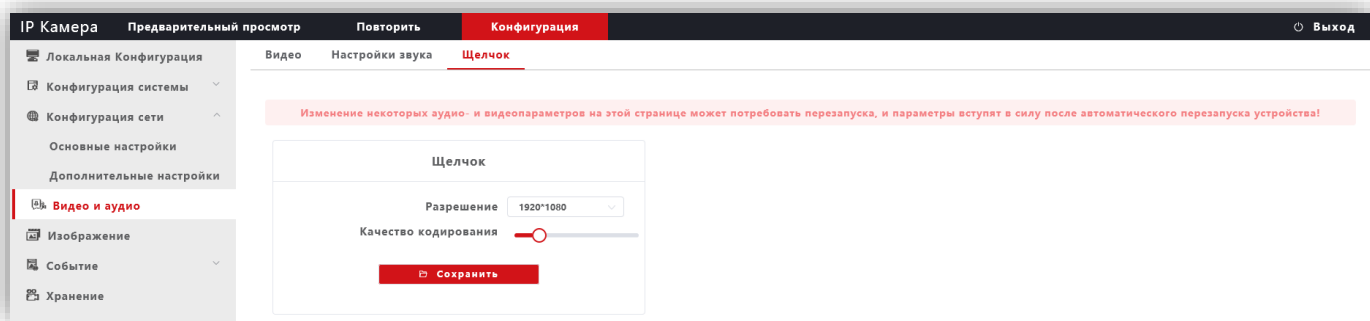 IP Камера Предварительный просмотр Повторить Конфигурация Выход
Локальная Конфигурация
Конфигурация системы
Конфигурация сети
Основные настройки
Дополнительные настройки
Видео и аудио
Изображение
Событие
Хранение
Видео Настройки звука Щелчок
Изменение некоторых аудио- и видеопараметров на этой странице может потребовать перезапуска, и параметры вступят в силу после автоматического перезапуска устройства!
Щелчок
Разрешение 1920*1080
Качество кодирования
Сохранить